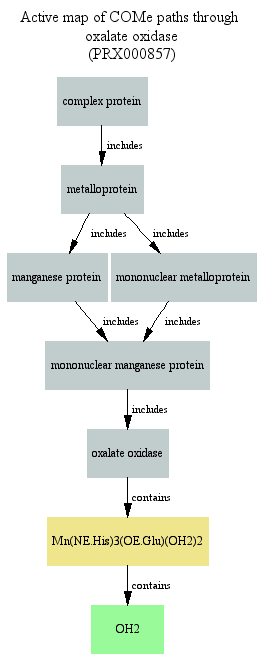 Active map of COMe paths through
oxalate oxidase
(PRX000857)
complex protein
includes
metalloprotein
includes includes
manganese protein mononuclear metalloprotein
includes includes
mononuclear manganese protein
includes
oxalate oxidase
contains
Mn(NE.His)3(OE.Glu)(OH2)2
contains
OH2